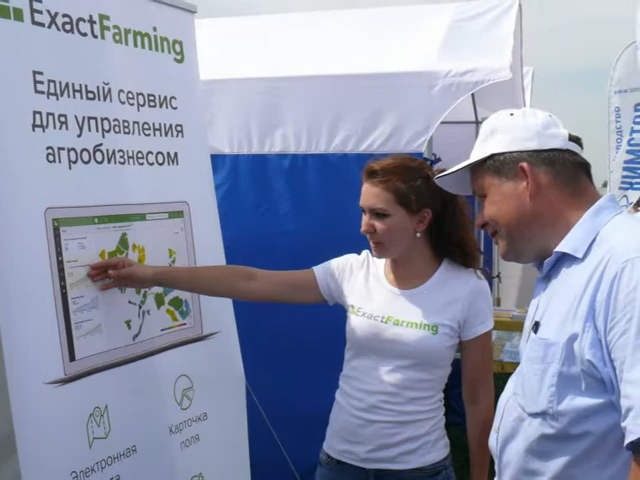 ExactFarming
Единый сервис
для управления
агробизнесом
Карточка
поля
Электронная
ExactFarming